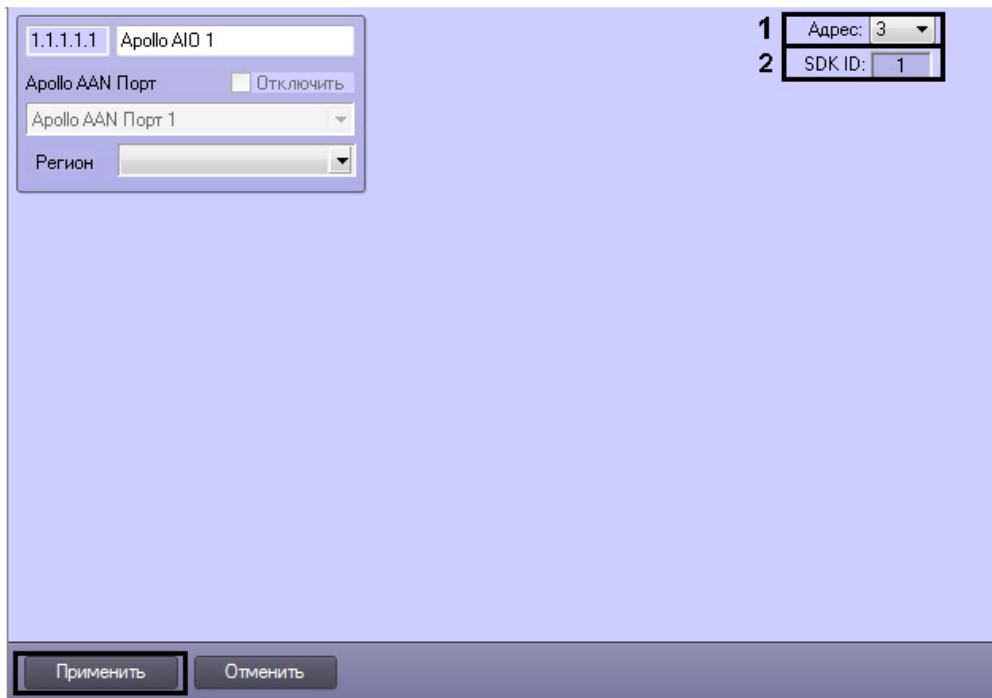 1.1.1.1.1 Apollo AIO 1
Apollo AAN Порт Отключить
Apollo AAN Порт 1
Регион
1 Адрес: 3
2 SDK ID: 1
Применить Отменить